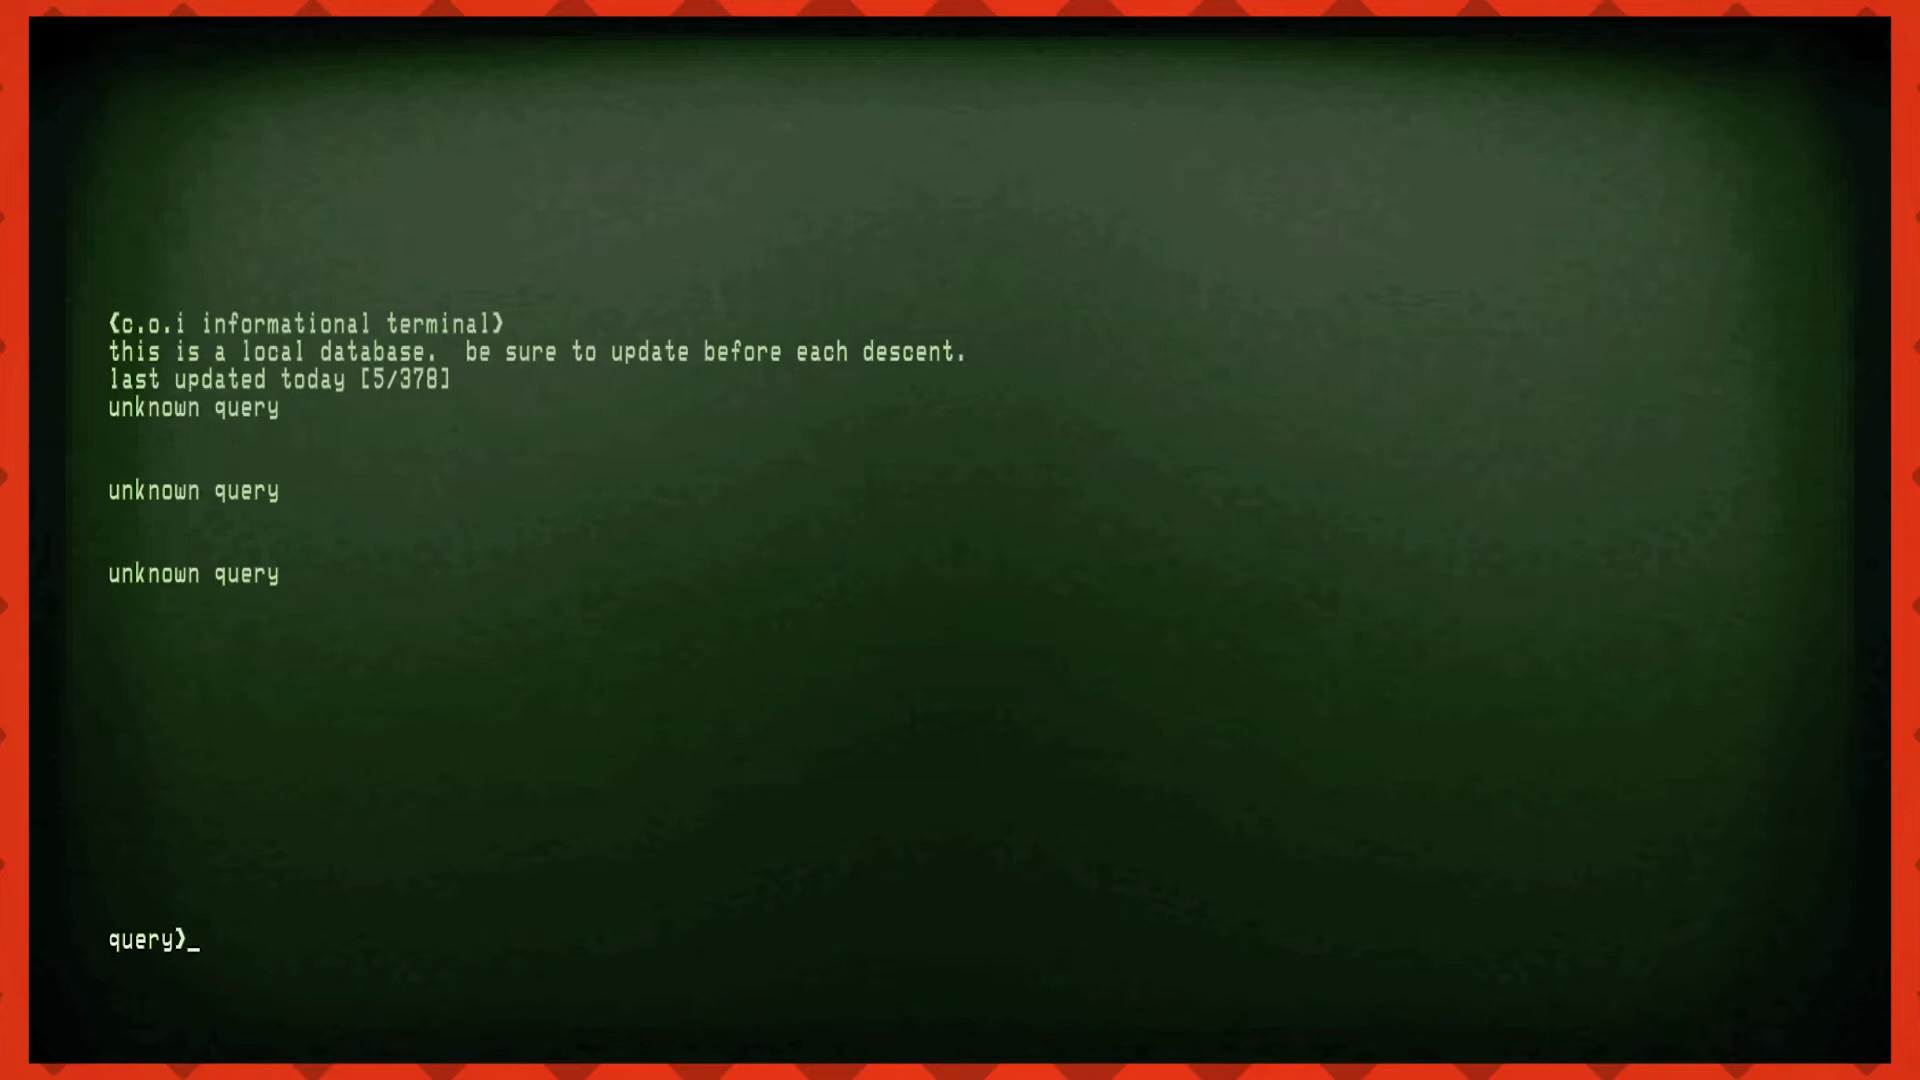 {c.o.i informational terminal}
this is a local database.  be sure to update before each descent.
last updated today [5/378]
unknown query
unknown query
unknown query
query}_